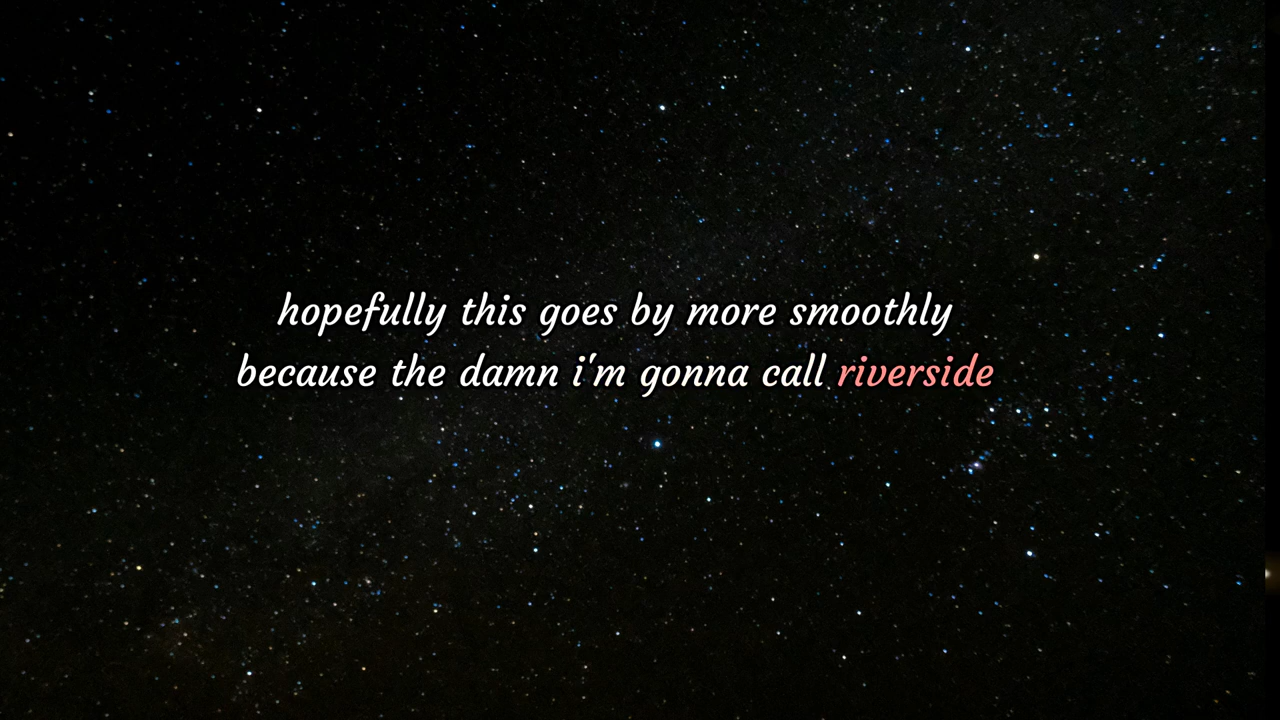 hopefully this goes by more smoothly
because the damn i'm gonna call riverside